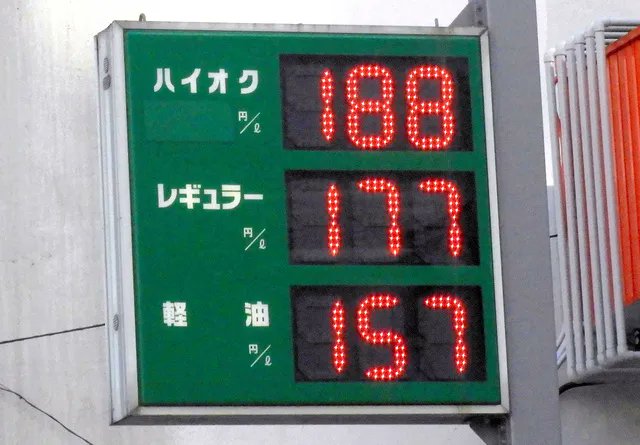 ハイオク 188
円/ℓ
レギュラー 177
円/ℓ
軽油 157
円/ℓ